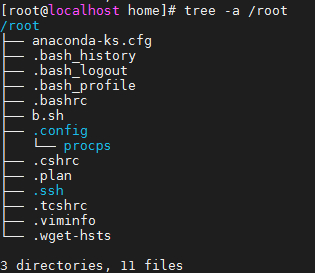 [root@localhost home]# tree -a /root
/root
├── anaconda-ks.cfg
├── .bash_history
├── .bash_logout
├── .bash_profile
├── .bashrc
├── b.sh
├── .config
│   └── procps
├── .cshrc
├── .plan
├── .ssh
├── .tcshrc
├── .viminfo
└── .wget-hsts
3 directories, 11 files